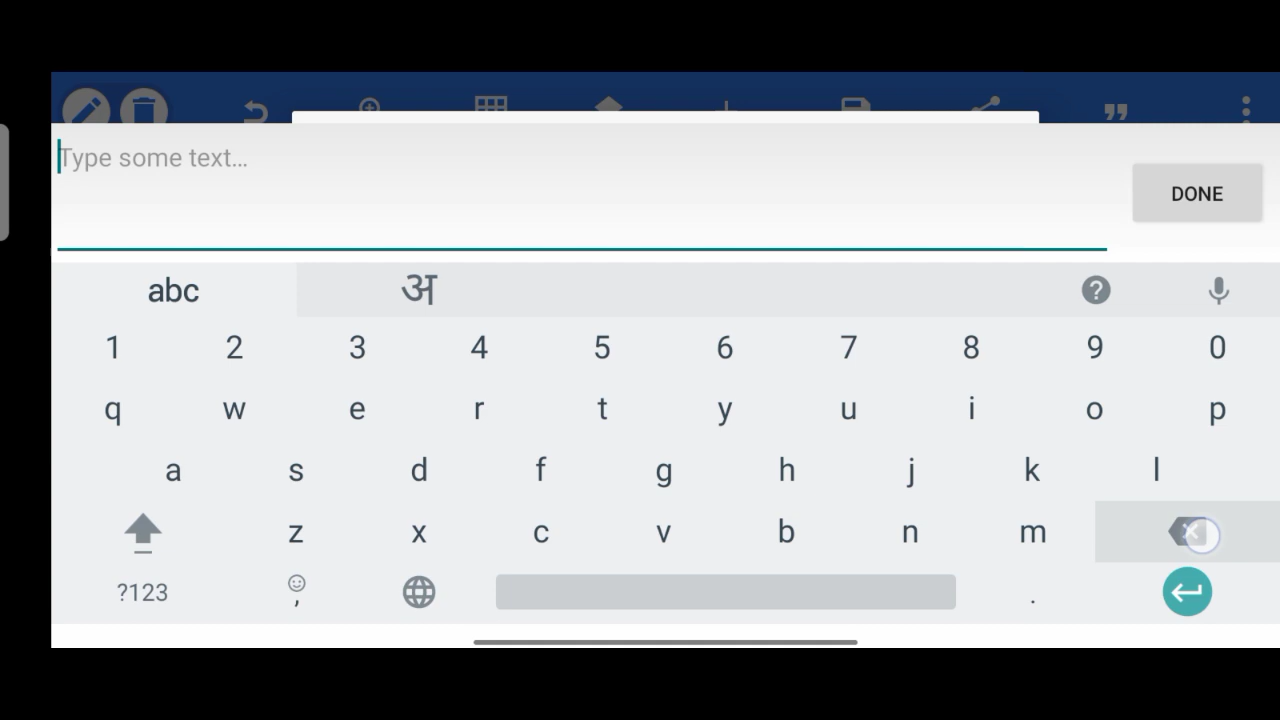 Type some text...
DONE
abc अ
1 2 3 4 5 6 7 8 9 0
q w e r t y u i o p
a s d f g h j k l
z x c v b n m
?123 , .